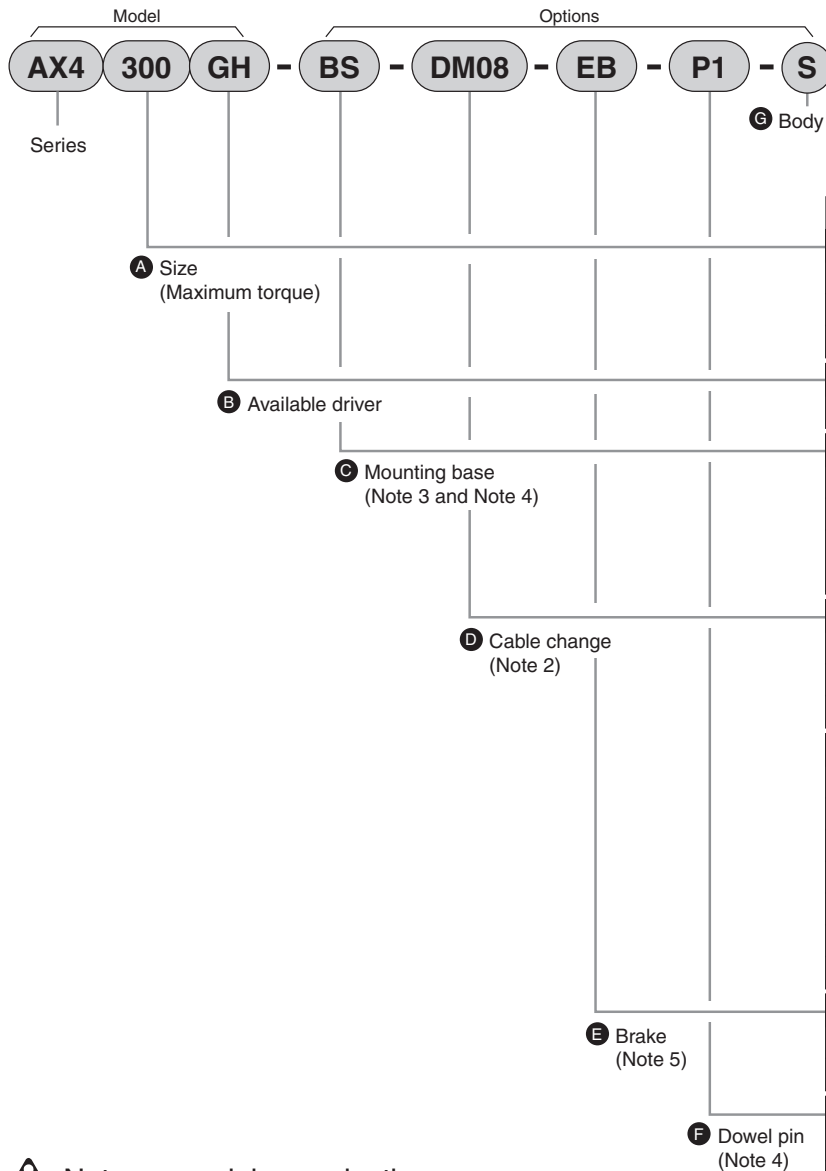 Model
Options
AX4 300 GH - BS - DM08 - EB - P1 - S
Series
G Body
A Size
(Maximum torque)
B Available driver
C Mounting base
(Note 3 and Note 4)
D Cable change
(Note 2)
E Brake
(Note 5)
F Dowel pin
(Note 4)